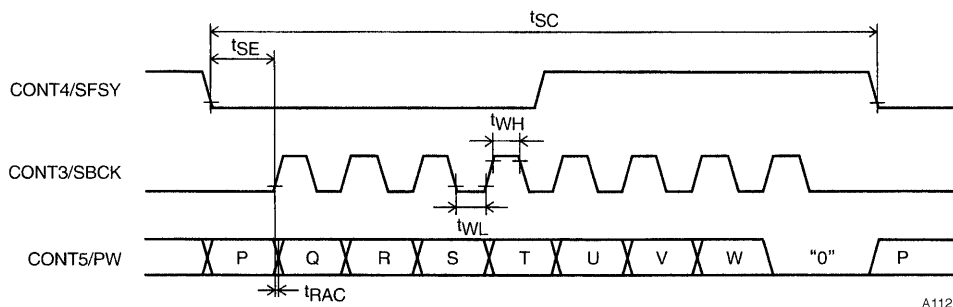 tSC
tSE
CONT4/SFSY
tWH
CONT3/SBCK
tWL
CONT5/PW P Q R S T U V W "0" P
tRAC
A112